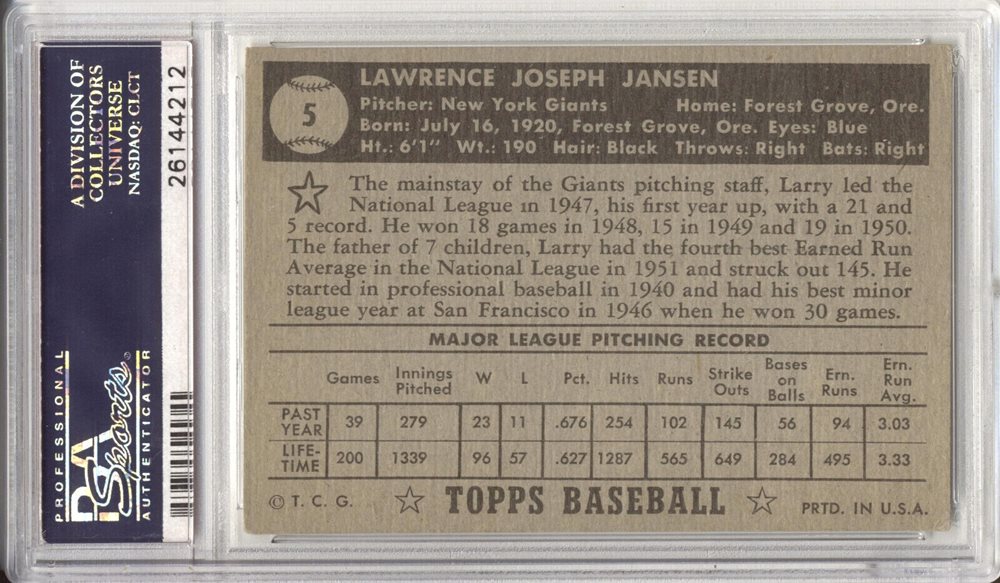 A DIVISION OF
COLLECTORS
UNIVERSE
NASDAQ: CLCT
26144212
PROFESSIONAL
PSA
Sports
AUTHENTICATOR
5
LAWRENCE JOSEPH JANSEN
Pitcher: New York Giants Home: Forest Grove, Ore.
Born: July 16, 1920, Forest Grove, Ore. Eyes: Blue
Ht.: 6'1" Wt.: 190 Hair: Black Throws: Right Bats: Right
The mainstay of the Giants pitching staff, Larry led the
National League in 1947, his first year up, with a 21 and
5 record. He won 18 games in 1948, 15 in 1949 and 19 in 1950.
The father of 7 children, Larry had the fourth best Earned Run
Average in the National League in 1951 and struck out 145. He
started in professional baseball in 1940 and had his best minor
league year at San Francisco in 1946 when he won 30 games.
MAJOR LEAGUE PITCHING RECORD
Games Innings Pitched W L Pct. Hits Runs Strike Outs Bases on Balls Ern. Runs Ern. Run Avg.
PAST YEAR 39 279 23 11 .676 254 102 145 56 94 3.03
LIFE-TIME 200 1339 96 57 .627 1287 565 649 284 495 3.33
© T. C. G. ☆ TOPPS BASEBALL ☆ PRTD. IN U.S.A.